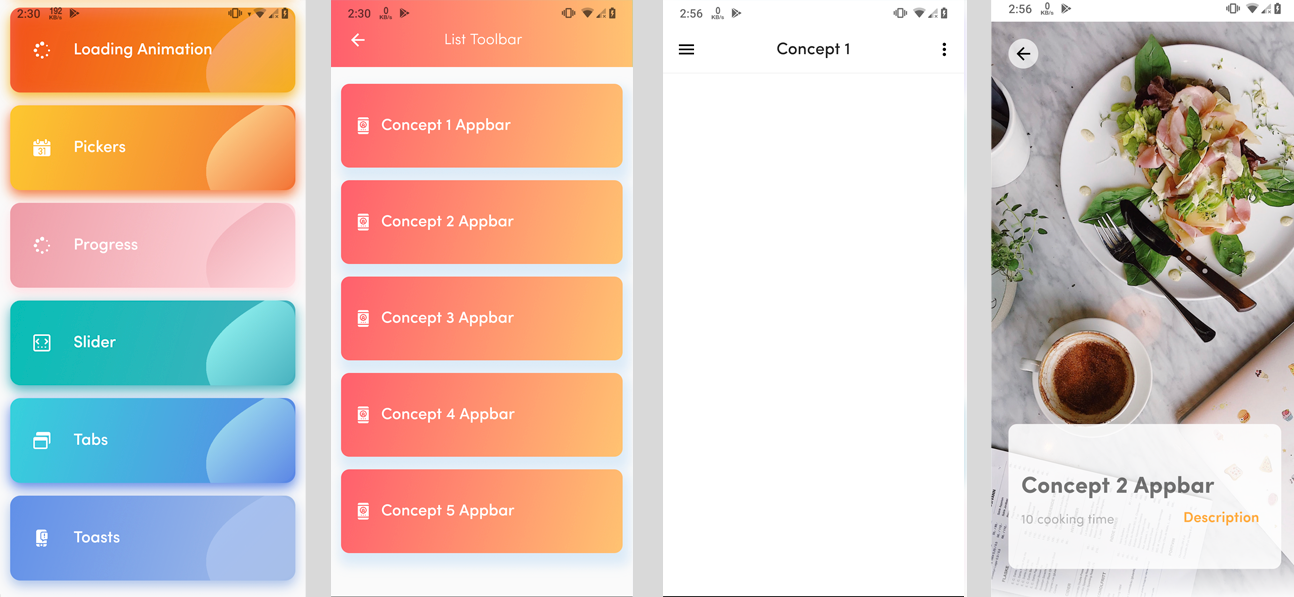 2:30 192 KB/s
Loading Animation
31
Pickers
Progress
Slider
Tabs
Toasts
2:30 0 KB/s
List Toolbar
Concept 1 Appbar
Concept 2 Appbar
Concept 3 Appbar
Concept 4 Appbar
Concept 5 Appbar
2:56 0 KB/s
Concept 1
2:56 0 KB/s
Concept 2 Appbar
10 cooking time
Description